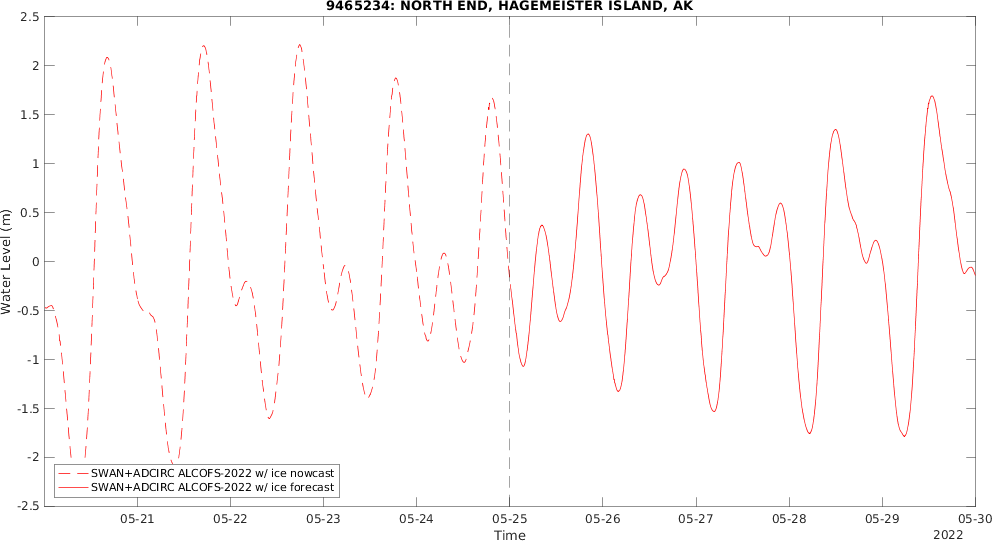 9465234: NORTH END, HAGEMEISTER ISLAND, AK
2.5
2
1.5
1
0.5
0
-0.5
-1
-1.5
-2
-2.5
Water Level (m)
SWAN+ADCIRC ALCOFS-2022 w/ ice nowcast
SWAN+ADCIRC ALCOFS-2022 w/ ice forecast
05-21 05-22 05-23 05-24 05-25 05-26 05-27 05-28 05-29 05-30
Time
2022